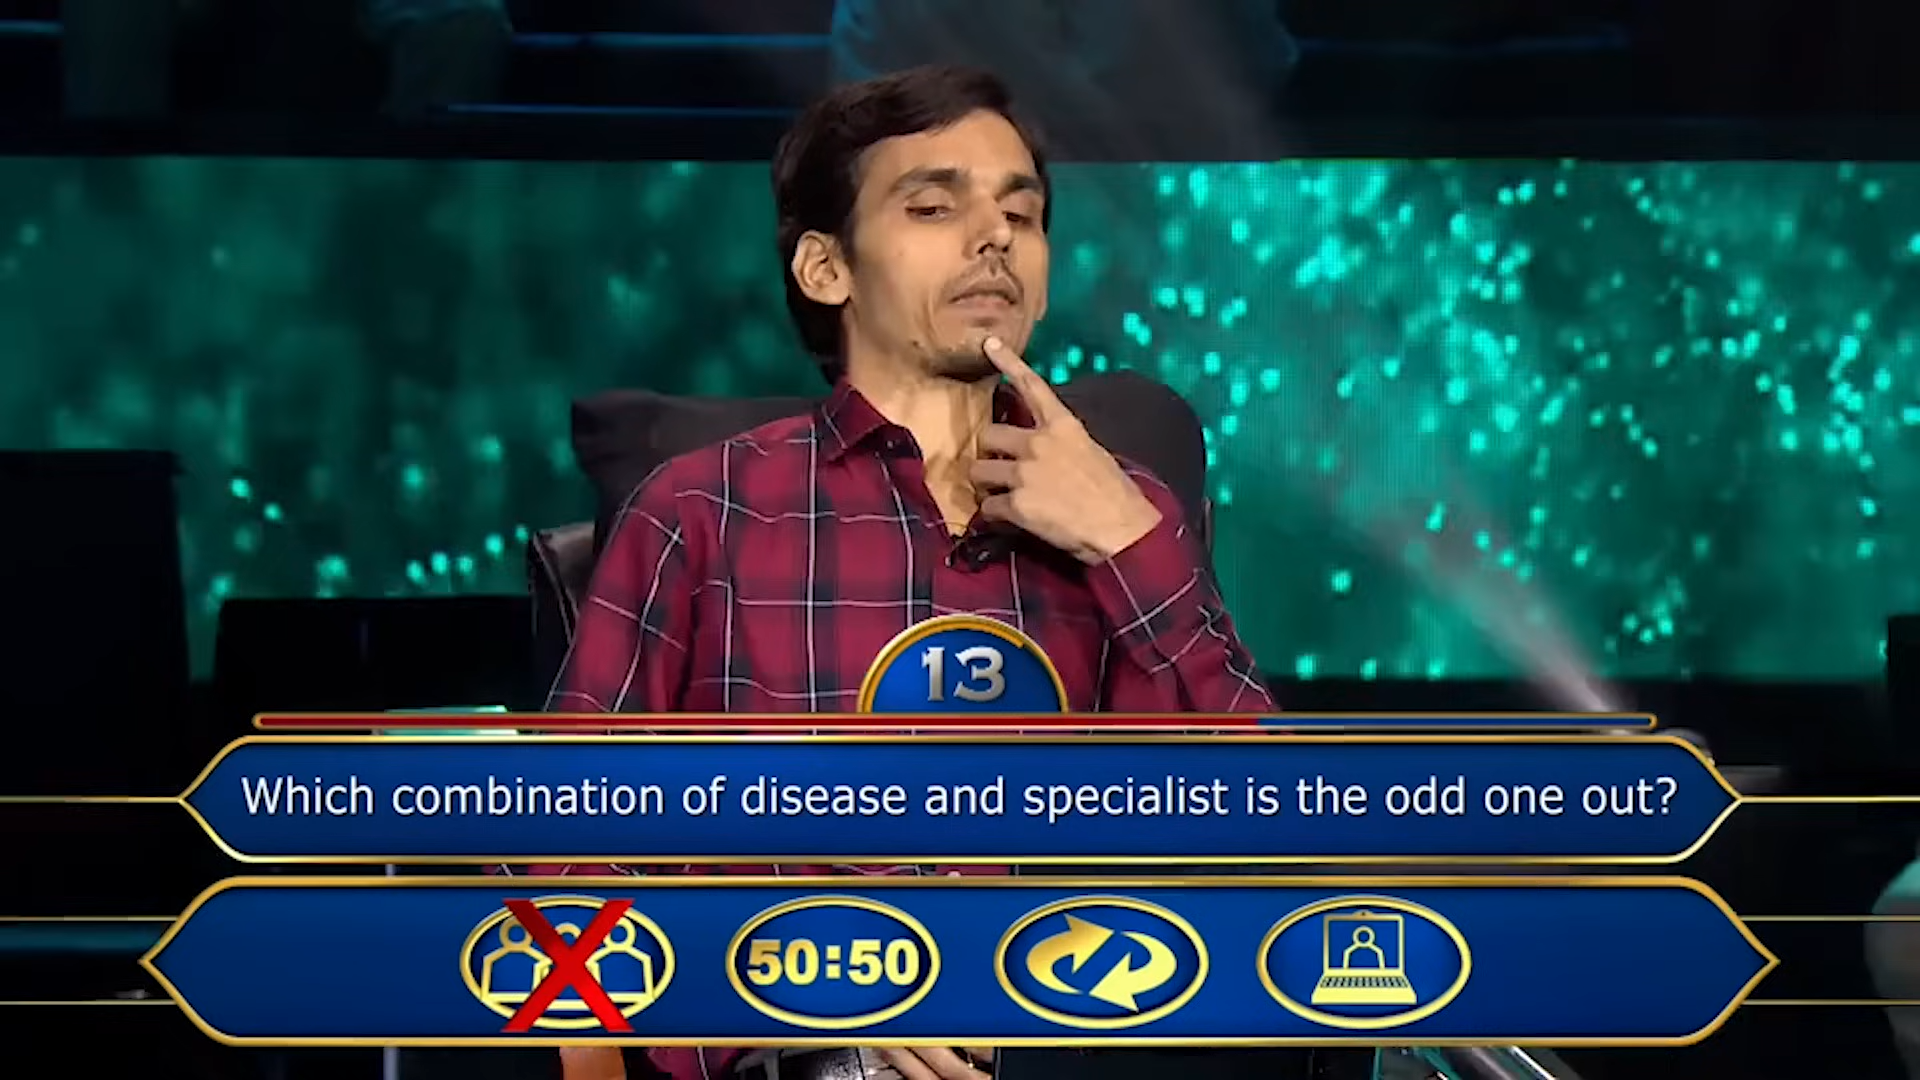 13
Which combination of disease and specialist is the odd one out?
50:50